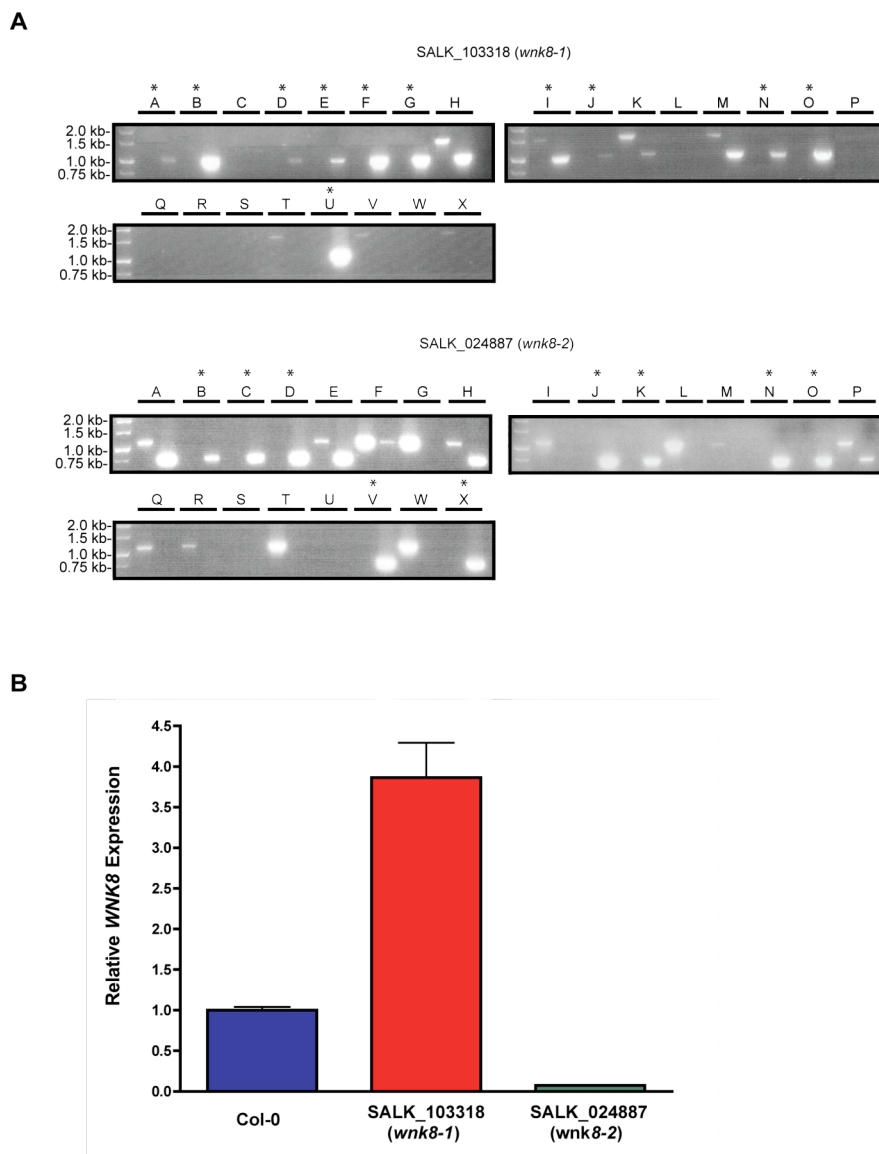 A
SALK_103318 (wnk8-1)
* * * * * *
A B C D E F G H
* * * *
I J K L M N O P
2.0 kb-
1.5 kb-
1.0 kb-
0.75 kb-
*
Q R S T U V W X
2.0 kb-
1.5 kb-
1.0 kb-
0.75 kb-
SALK_024887 (wnk8-2)
* * *
A B C D E F G H
* * * *
I J K L M N O P
2.0 kb-
1.5 kb-
1.0 kb-
0.75 kb-
* *
Q R S T U V W X
2.0 kb-
1.5 kb-
1.0 kb-
0.75 kb-
B
Relative WNK8 Expression
4.5
4.0
3.5
3.0
2.5
2.0
1.5
1.0
0.5
0.0
Col-0 SALK_103318 SALK_024887
(wnk8-1) (wnk8-2)